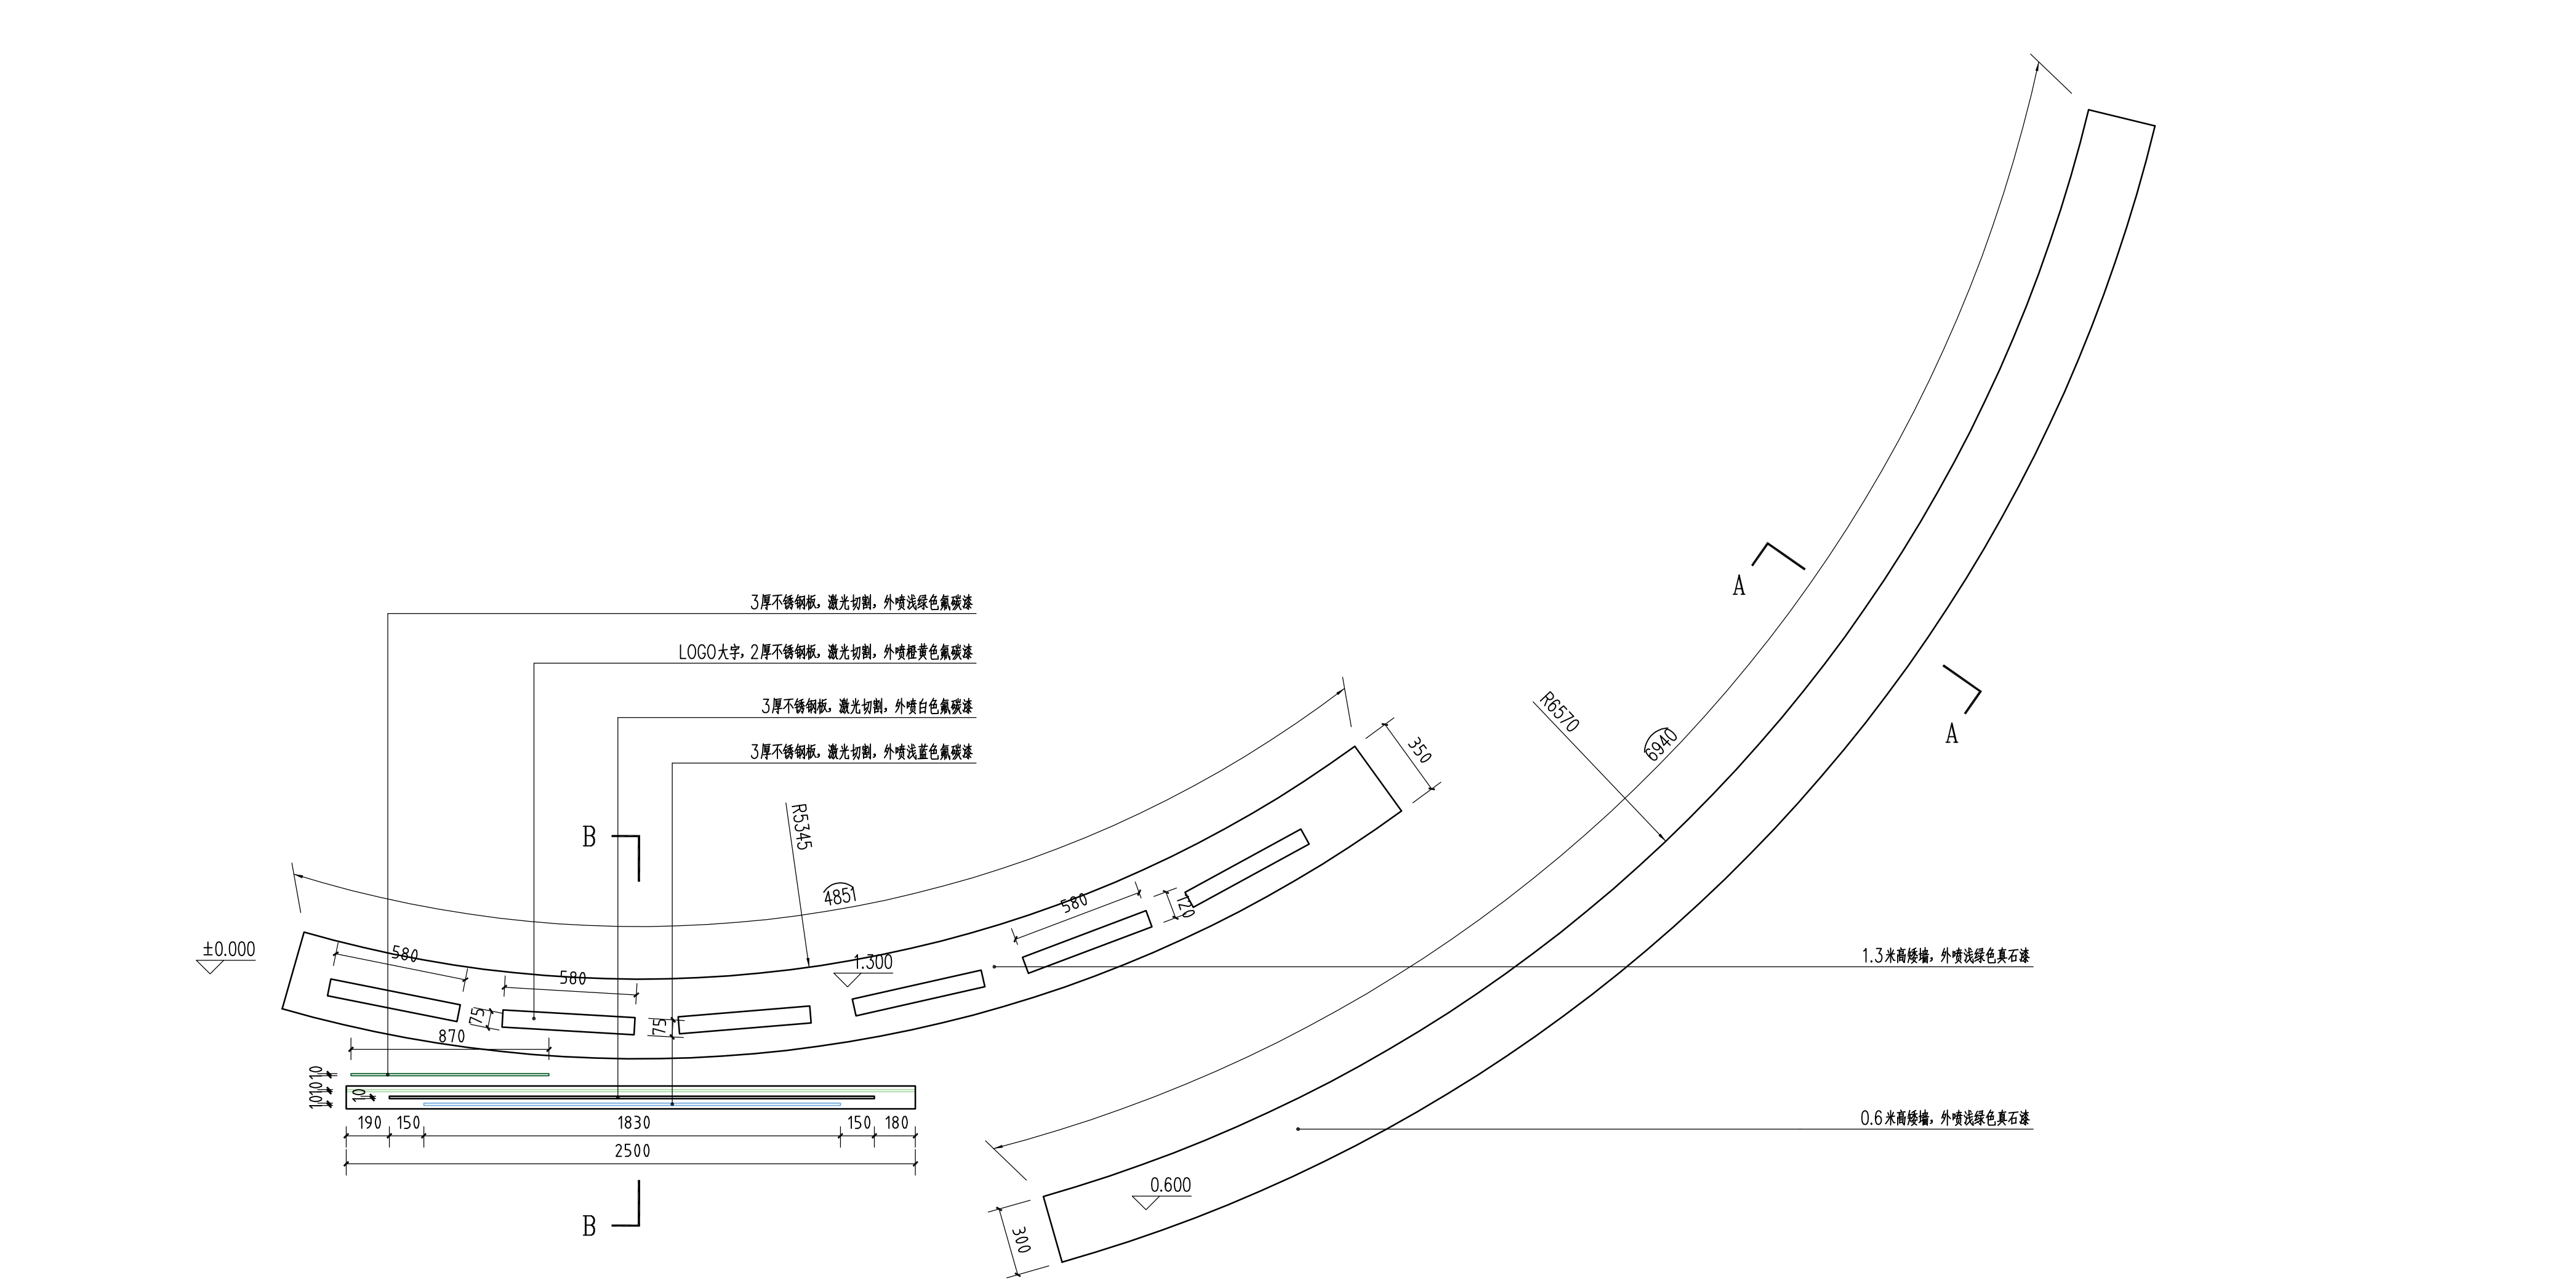 3厚不锈钢板，激光切割，外喷浅绿色氟碳漆
LOGO大字，2厚不锈钢板，激光切割，外喷橙黄色氟碳漆
3厚不锈钢板，激光切割，外喷白色氟碳漆
3厚不锈钢板，激光切割，外喷浅蓝色氟碳漆
A
A
R6570
6940
350
R5345
B
4851
±0.000
580
580
580
120
1.300
75
75
870
1.3米高矮墙，外喷浅绿色真石漆
10
10
10
10
190
150
1830
150
180
2500
0.6米高矮墙，外喷浅绿色真石漆
0.600
300
B